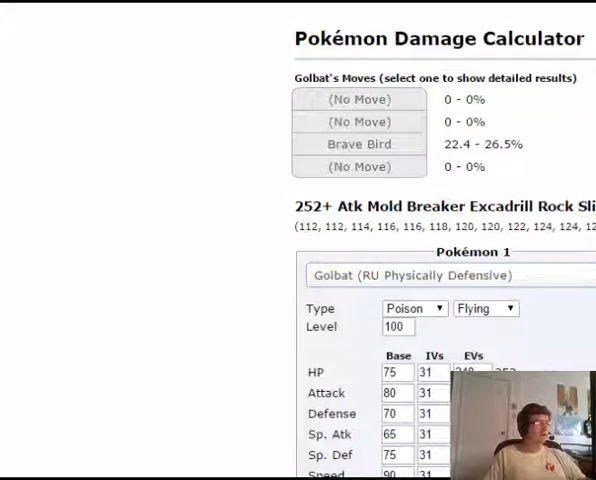 Pokémon Damage Calculator
Golbat's Moves (select one to show detailed results)
(No Move) 0 - 0%
(No Move) 0 - 0%
Brave Bird 22.4 - 26.5%
(No Move) 0 - 0%
252+ Atk Mold Breaker Excadrill Rock Sli
(112, 112, 114, 116, 116, 118, 120, 120, 122, 124, 124, 12
Pokémon 1
Golbat (RU Physically Defensive)
Type Poison Flying
Level 100
Base IVs EVs
HP 75 31
Attack 80 31
Defense 70 31
Sp. Atk 65 31
Sp. Def 75 31
Speed 90 31